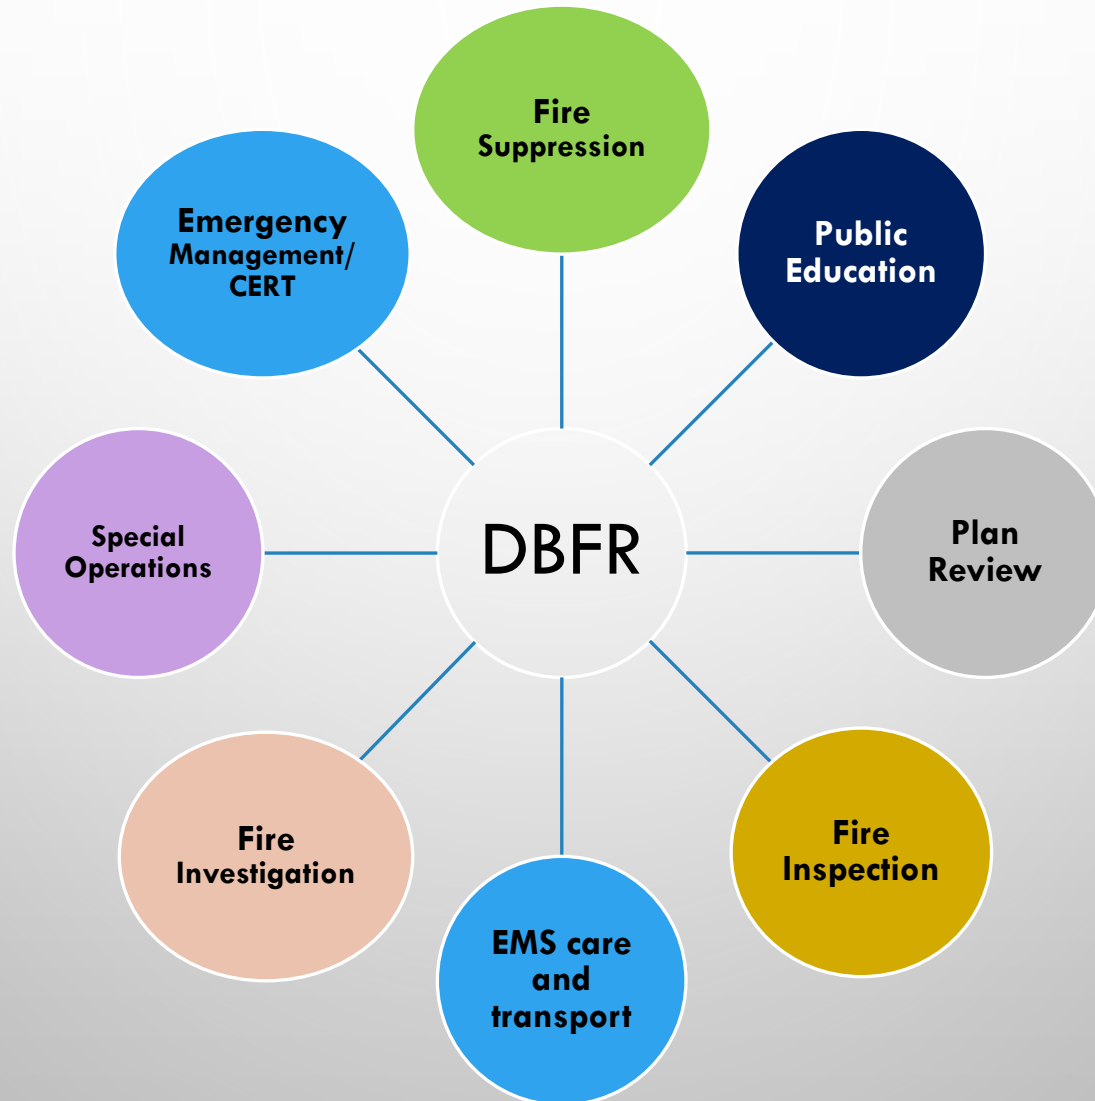 Fire
Suppression
Emergency
Management/
CERT
Public
Education
Special
Operations
DBFR
Plan
Review
Fire
Investigation
Fire
Inspection
EMS care
and
transport